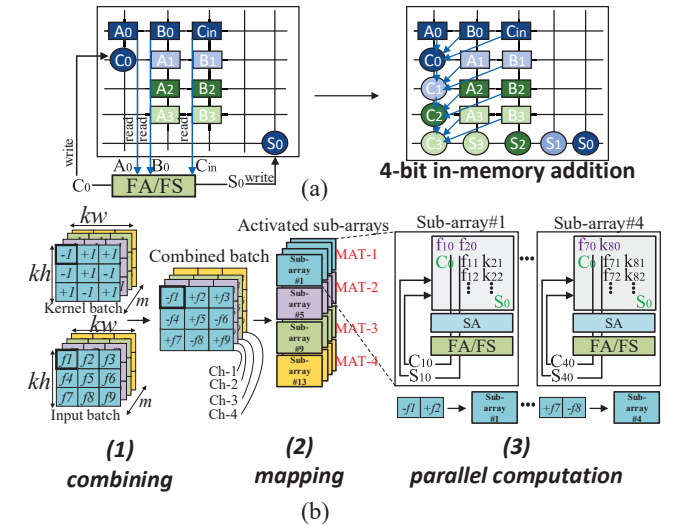 A0 B0 Cin
C0 A1 B1
A2 B2
A3 B3
S0
read
read
read
write
A0 B0 Cin
C0 FA/FS S0 write
(a)
A0 B0 Cin
C0 A1 B1
C1 A2 B2
C2 A3 B3
C3 S3 S2 S1 S0
4-bit in-memory addition
kw
kh
-1 +1 +1
+1 +1 -1
+1 -1 +1
m
Kernel batch
kw
kh
f1 f2 f3
f4 f5 f6
f7 f8 f9
m
Input batch
(1)
combining
Combined batch
-f1 +f2 +f3
-f4 +f5 -f6
+f7 -f8 +f9
Ch-1
Ch-2
Ch-3
Ch-4
(2)
mapping
Activated sub-arrays
Sub-array #1
MAT-1
Sub-array #5
MAT-2
Sub-array #9
MAT-3
Sub-array #13
MAT-4
Sub-array#1
f10 f20
C0 f11 k21
f12 k22
S0
SA
FA/FS
C10
S10
Sub-array#4
f70 k80
C0 f71 k81
f72 k82
S0
SA
FA/FS
C40
S40
-f1 +f2
Sub-array #1
+f7 -f8
Sub-array #4
(3)
parallel computation
(b)